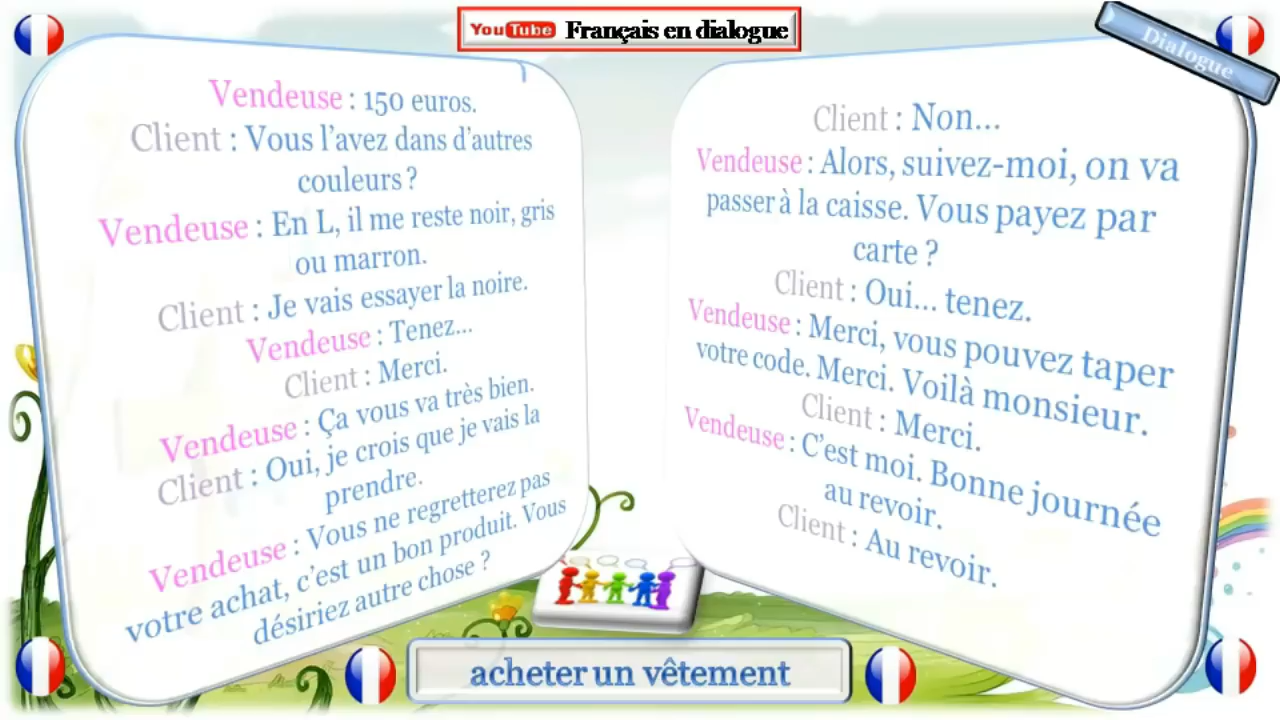 YouTube Français en dialogue
Dialogue
Vendeuse : 150 euros.
Client : Vous l’avez dans d’autres
couleurs ?
Vendeuse : En L, il me reste noir, gris
ou marron.
Client : Je vais essayer la noire.
Vendeuse : Tenez...
Client : Merci.
Vendeuse : Ça vous va très bien.
Client : Oui, je crois que je vais la
prendre.
Vendeuse : Vous ne regretterez pas
votre achat, c’est un bon produit. Vous
désiriez autre chose ?
Client : Non...
Vendeuse : Alors, suivez-moi, on va
passer à la caisse. Vous payez par
carte ?
Client : Oui... tenez.
Vendeuse : Merci, vous pouvez taper
votre code. Merci. Voilà monsieur.
Client : Merci.
Vendeuse : C’est moi. Bonne journée
au revoir.
Client : Au revoir.
acheter un vêtement